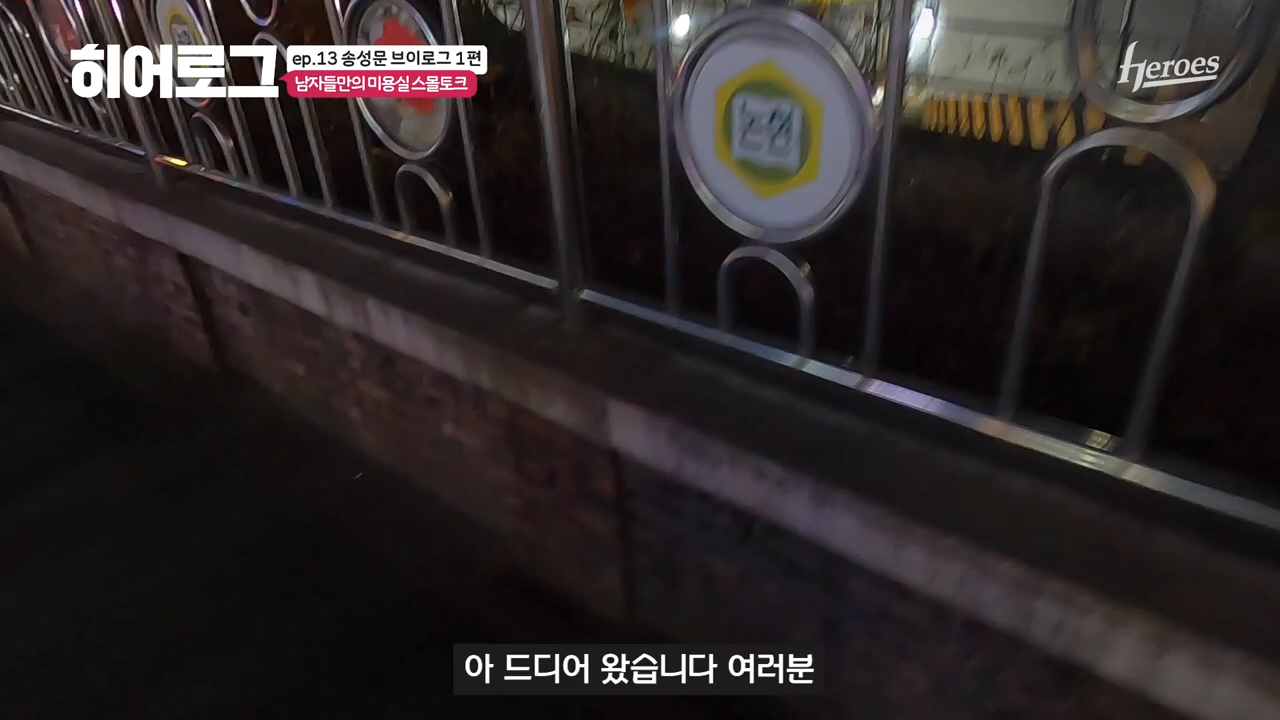 히어로그
ep.13 송성문 브이로그 1편
남자들만의 미용실 스몰토크
Heroes
논현
아 드디어 왔습니다 여러분